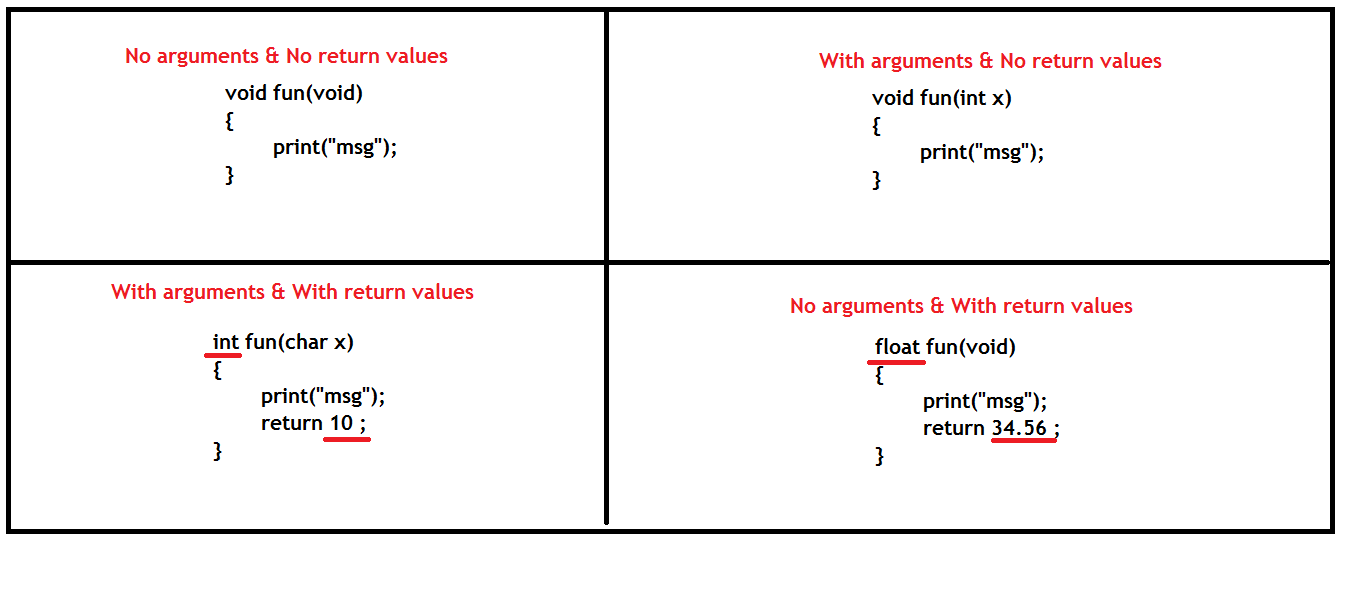 No arguments & No return values
void fun(void)
{
print("msg");
}
With arguments & No return values
void fun(int x)
{
print("msg");
}
With arguments & With return values
int fun(char x)
{
print("msg");
return 10 ;
}
No arguments & With return values
float fun(void)
{
print("msg");
return 34.56 ;
}